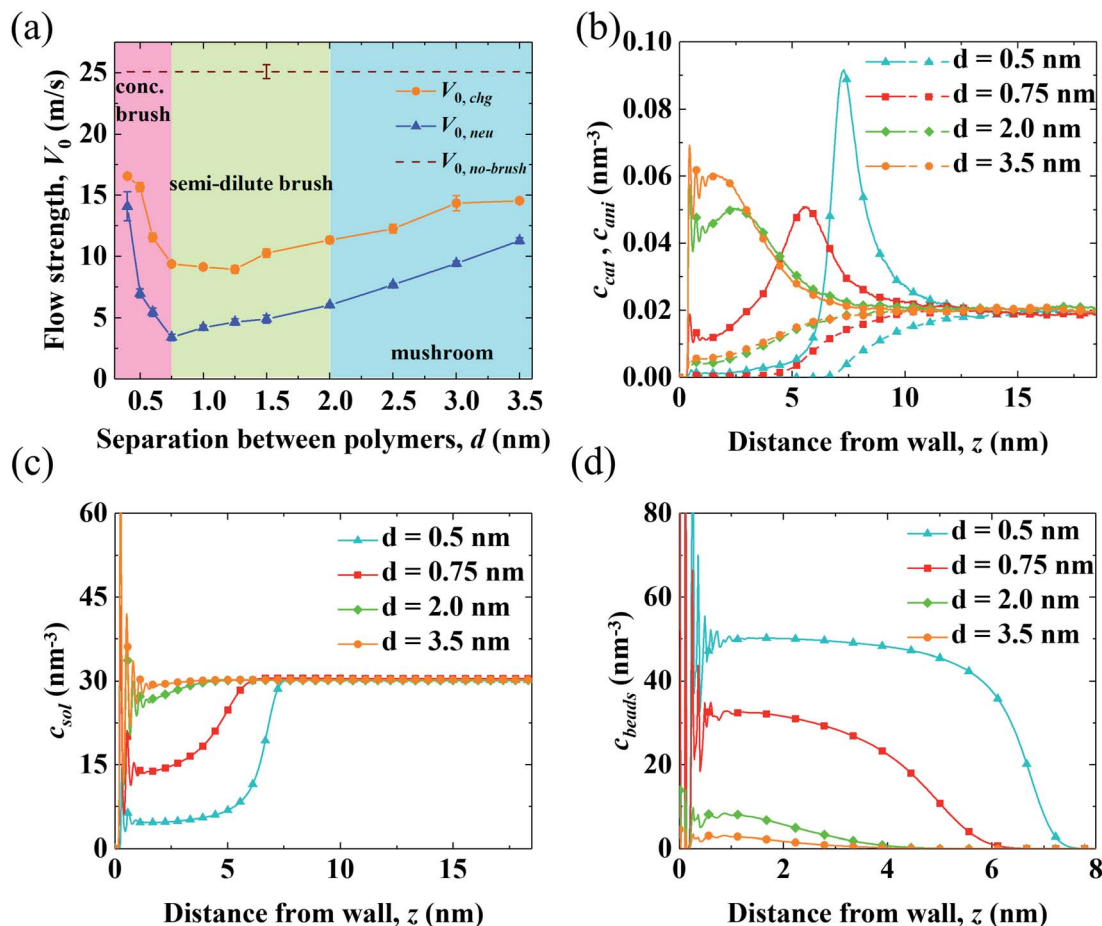 (a)
Flow strength, V0 (m/s)
30
25
20
15
10
5
0
conc.
brush
semi-dilute brush
mushroom
V0, chg
V0, neu
V0, no-brush
0.5 1.0 1.5 2.0 2.5 3.0 3.5
Separation between polymers, d (nm)
(b)
ccat , cani (nm-3)
0.10
0.08
0.06
0.04
0.02
0.00
d = 0.5 nm
d = 0.75 nm
d = 2.0 nm
d = 3.5 nm
0 5 10 15
Distance from wall, z (nm)
(c)
csol (nm-3)
60
45
30
15
0
d = 0.5 nm
d = 0.75 nm
d = 2.0 nm
d = 3.5 nm
0 5 10 15
Distance from wall, z (nm)
(d)
cbeads (nm-3)
80
60
40
20
0
d = 0.5 nm
d = 0.75 nm
d = 2.0 nm
d = 3.5 nm
0 2 4 6 8
Distance from wall, z (nm)